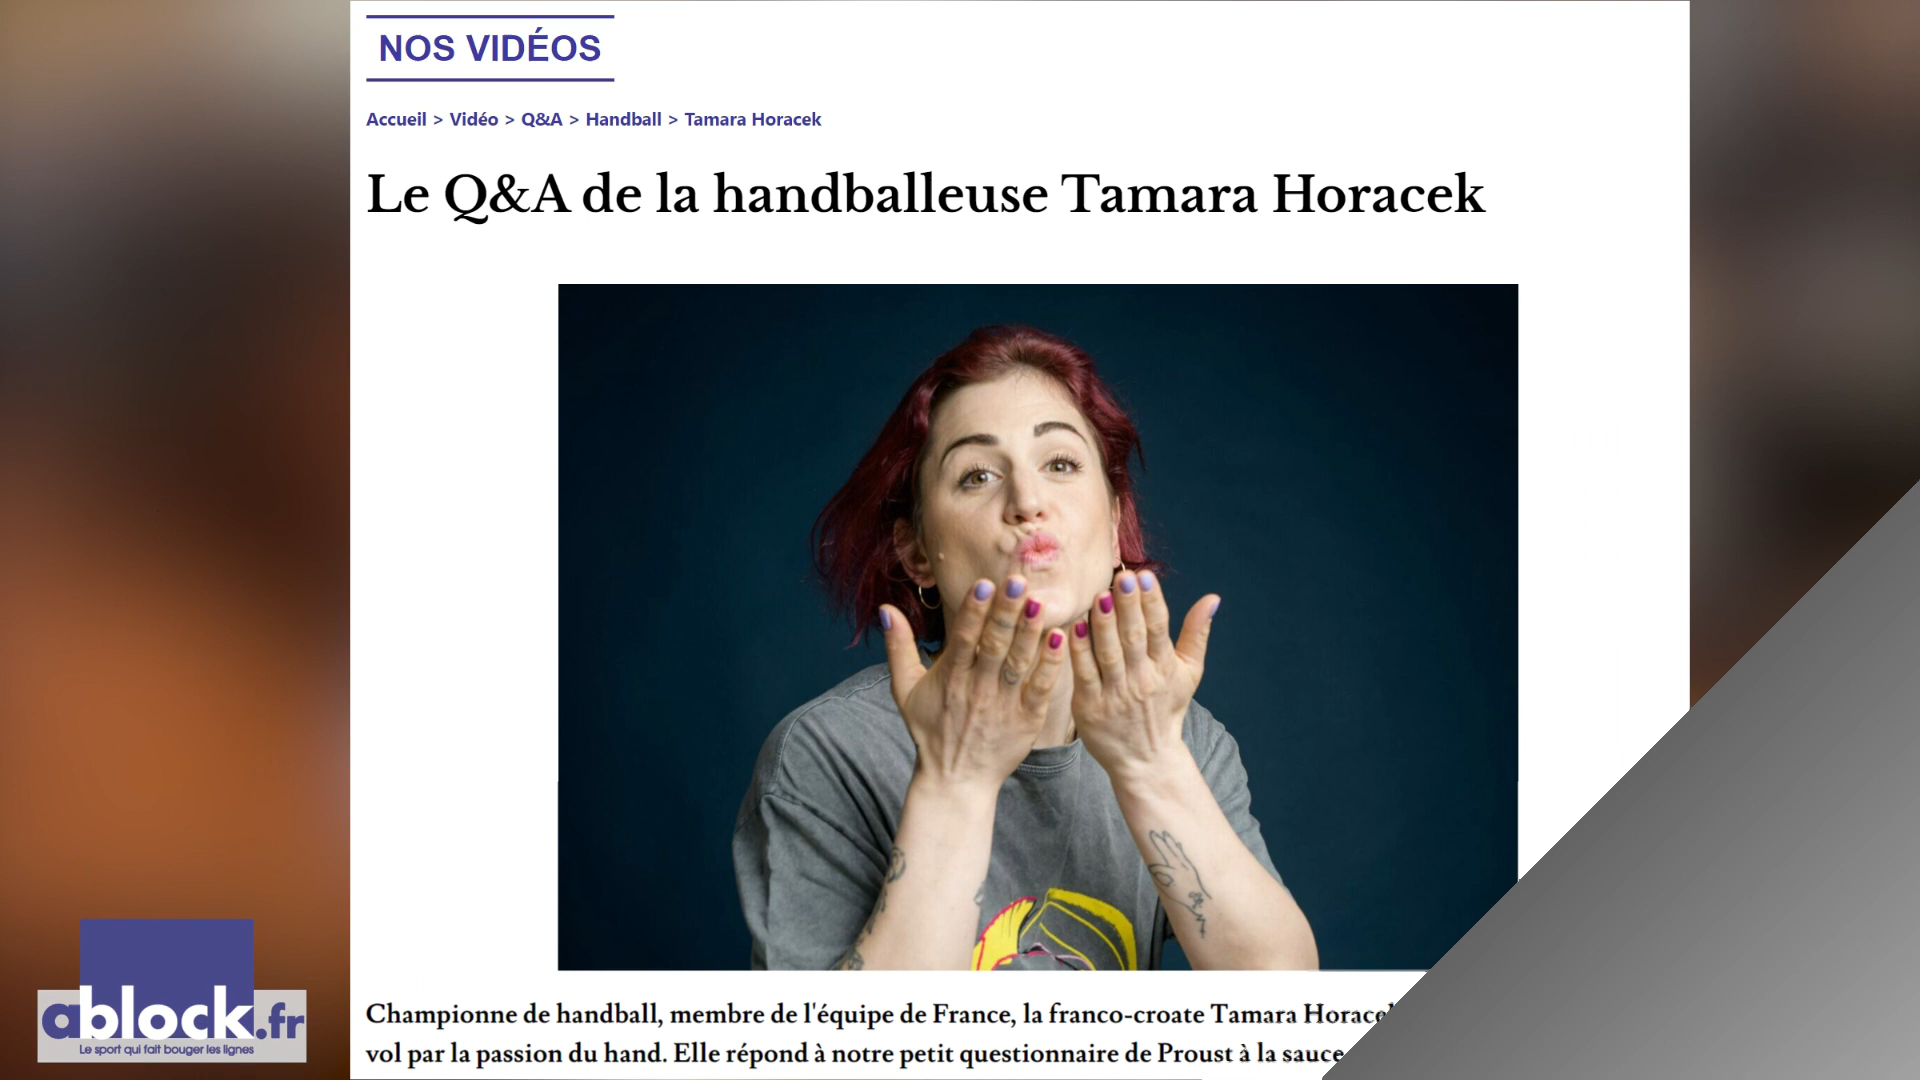 NOS VIDÉOS
Accueil > Vidéo > Q&A > Handball > Tamara Horacek
Le Q&A de la handballeuse Tamara Horacek
Championne de handball, membre de l'équipe de France, la franco-croate Tamara
vol par la passion du hand. Elle répond à notre petit questionnaire de Proust à la sauce
ablock.fr
Le sport qui fait bouger les lignes